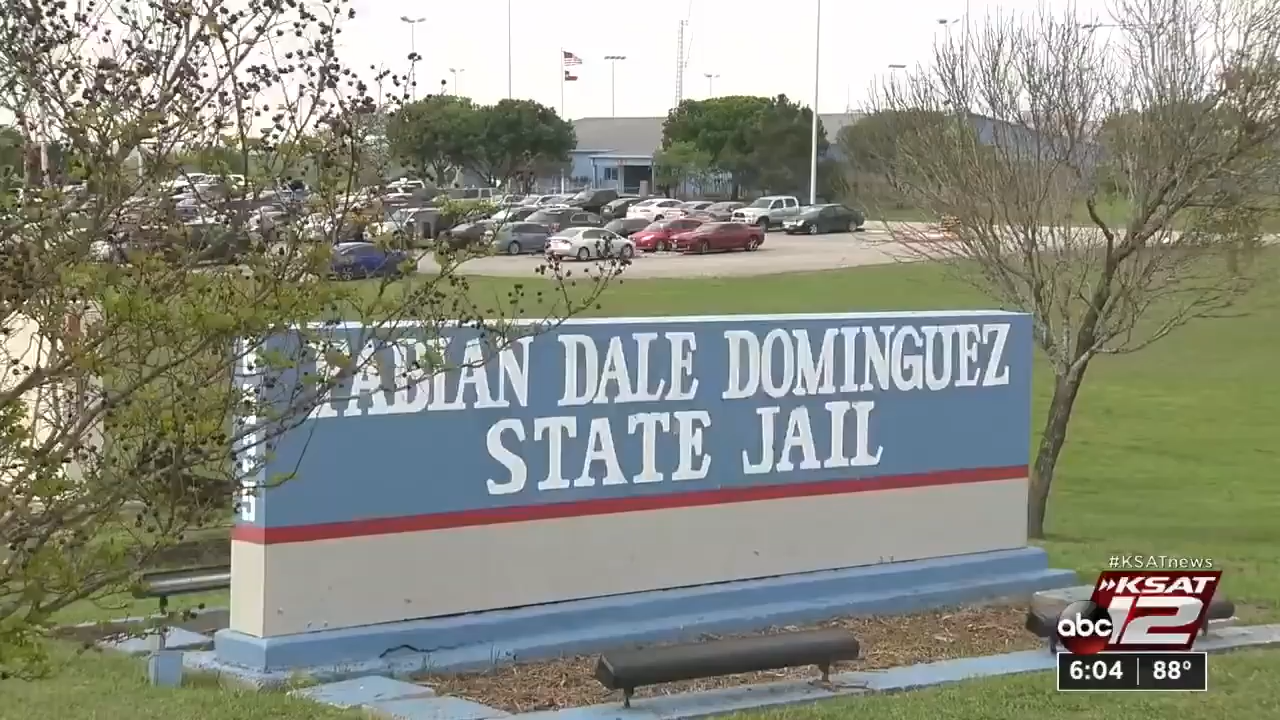 FABIAN DALE DOMINGUEZ
STATE JAIL
#KSATnews
KSAT
abc 12
6:04 88°